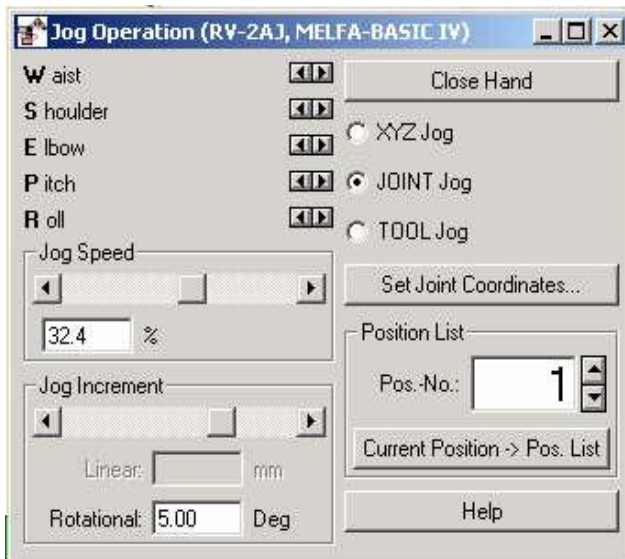 Jog Operation (RV-2AJ, MELFA-BASIC IV)
W aist
S houlder
E lbow
P itch
R oll
Jog Speed
32.4 %
Jog Increment
Linear: mm
Rotational: 5.00 Deg
Close Hand
XYZ Jog
JOINT Jog
TOOL Jog
Set Joint Coordinates...
Position List
Pos.-No.: 1
Current Position -> Pos. List
Help